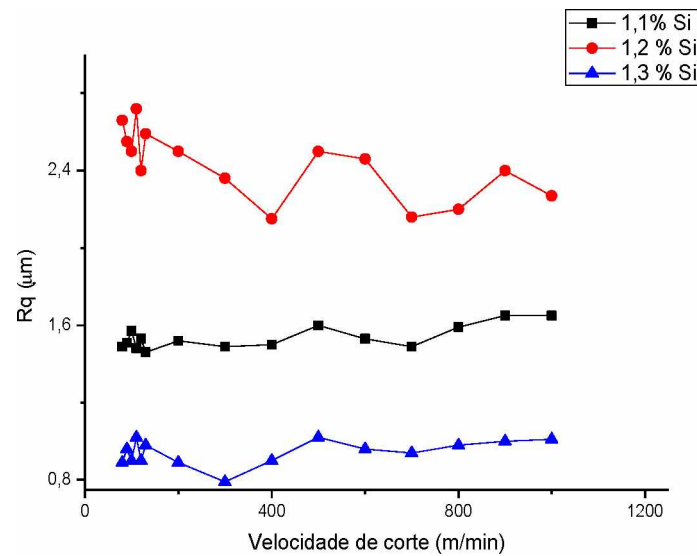 1,1% Si
1,2 % Si
1,3 % Si
Rq (μm)
2,4
1,6
0,8
0
400
800
1200
Velocidade de corte (m/min)